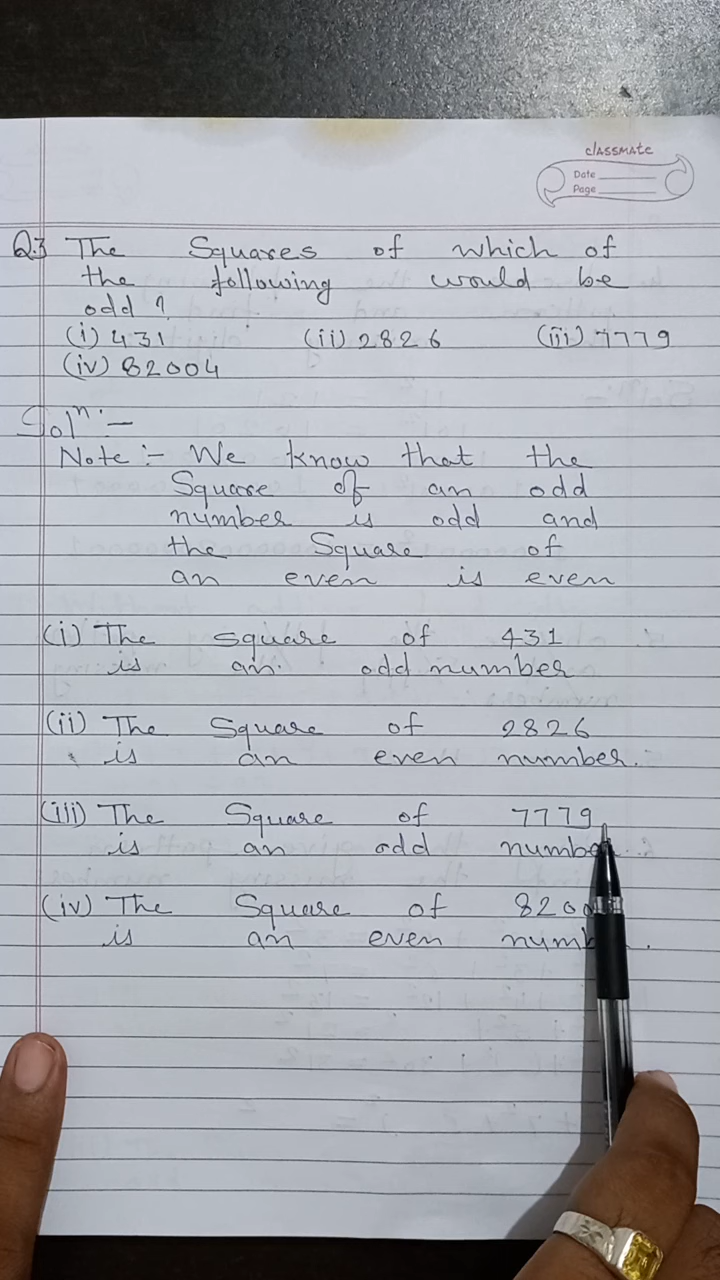 classmate
Date
Page
Q.3 The Squares of which of
the following would be
odd ?
(i) 431 (ii) 2826 (iii) 7779
(iv) 82004
Solⁿ:-
Note :- We know that the
Square of an odd
number is odd and
the Square of
an even is even
(i) The square of 431
is an odd number
(ii) The Square of 2826
is an even number.
(iii) The Square of 7779
is an odd number.
(iv) The Square of
is an even